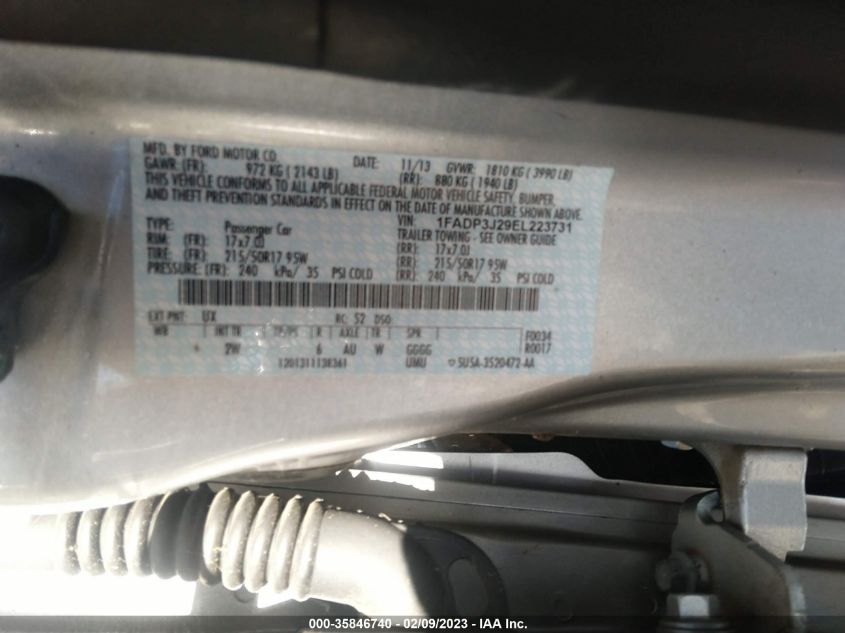 MFD. BY FORD MOTOR CO.
DATE: 11/13 GVWR: 1810 KG ( 3990 LB)
GAWR: (FR): 972 KG ( 2143 LB) (RR): 880 KG ( 1940 LB)
THIS VEHICLE CONFORMS TO ALL APPLICABLE FEDERAL MOTOR VEHICLE SAFETY, BUMPER,
AND THEFT PREVENTION STANDARDS IN EFFECT ON THE DATE OF MANUFACTURE SHOWN ABOVE.
VIN: 1FADP3J29EL223731
TYPE: Passenger Car TRAILER TOWING - SEE OWNER GUIDE
RIM: (FR): 17x7.0J (RR): 17x7.0J
TIRE: (FR): 215/50R17 95W (RR): 215/50R17 95W
PRESSURE: (FR): 240 kPa/ 35 PSI COLD (RR): 240 kPa/ 35 PSI COLD
EXT PNT: UX RC: 52 DSO:
WB INT TR TP/PS R AXLE TR SPR F0034
2W 6 AU W GGGG R0017
1201311138361 UMU 5U5A-3520472-AA
000-35846740 - 02/09/2023 - IAA Inc.